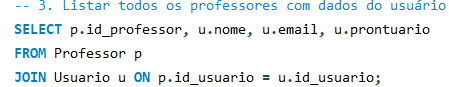 -- 3. Listar todos os professores com dados do usuário
SELECT p.id_professor, u.nome, u.email, u.prontuario
FROM Professor p
JOIN Usuario u ON p.id_usuario = u.id_usuario;